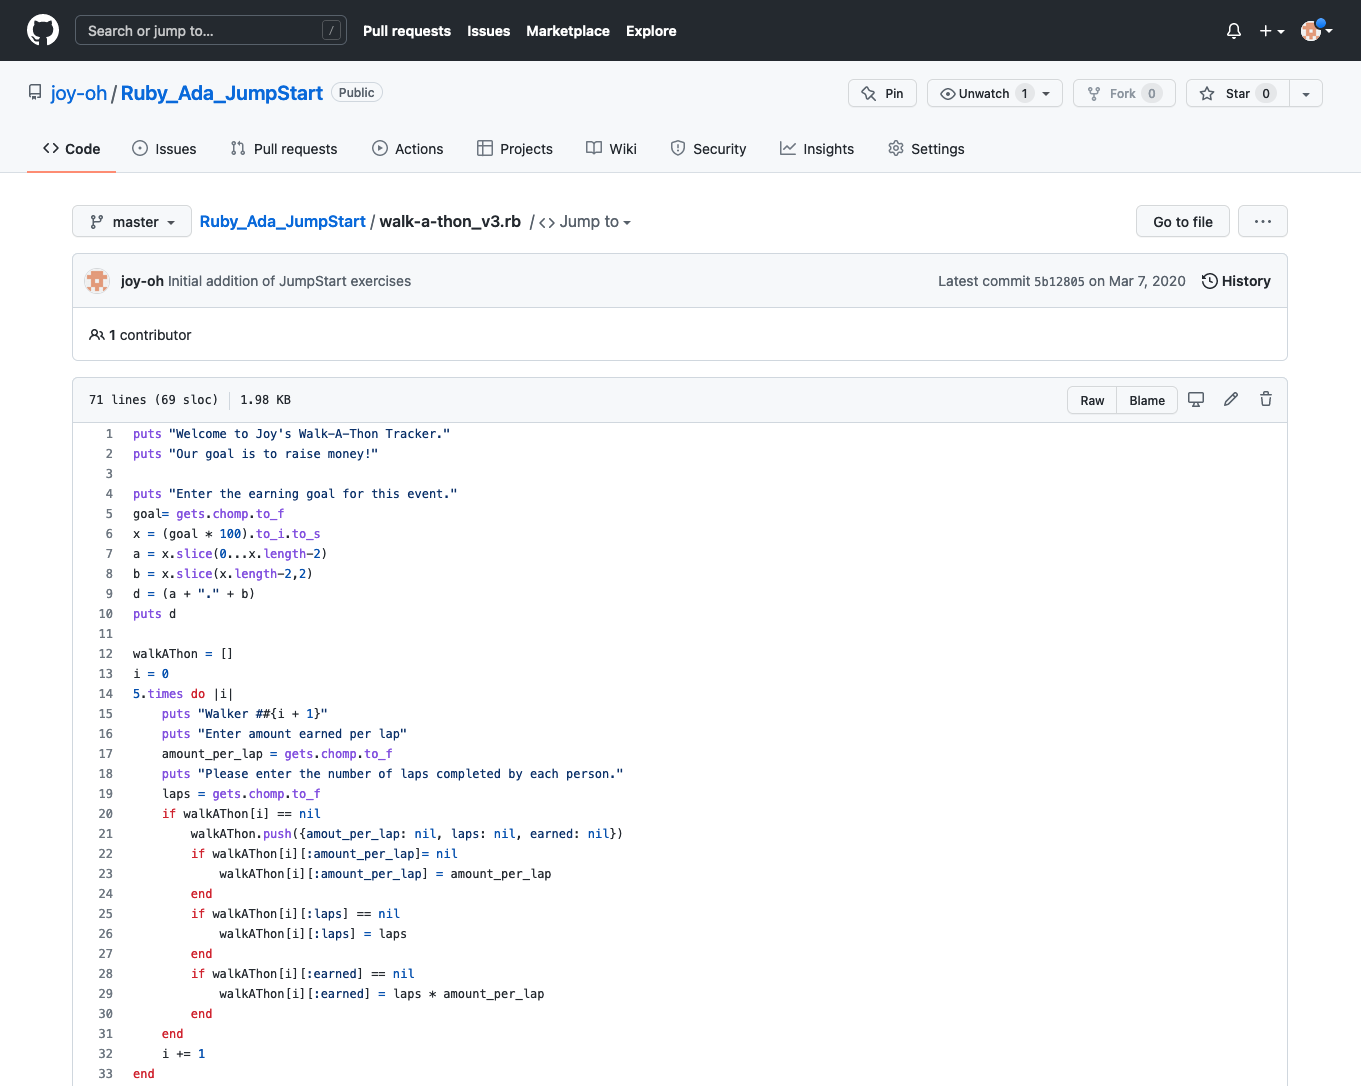 Search or jump to... /
Pull requests Issues Marketplace Explore
joy-oh / Ruby_Ada_JumpStart Public
Pin Unwatch 1 Fork 0 Star 0
Code Issues Pull requests Actions Projects Wiki Security Insights Settings
master Ruby_Ada_JumpStart / walk-a-thon_v3.rb / <> Jump to Go to file ...
joy-oh Initial addition of JumpStart exercises Latest commit 5b12805 on Mar 7, 2020 History
1 contributor
71 lines (69 sloc) 1.98 KB Raw Blame
1 puts "Welcome to Joy's Walk-A-Thon Tracker."
2 puts "Our goal is to raise money!"
3
4 puts "Enter the earning goal for this event."
5 goal= gets.chomp.to_f
6 x = (goal * 100).to_i.to_s
7 a = x.slice(0...x.length-2)
8 b = x.slice(x.length-2,2)
9 d = (a + "." + b)
10 puts d
11
12 walkAThon = []
13 i = 0
14 5.times do |i|
15     puts "Walker ##{i + 1}"
16     puts "Enter amount earned per lap"
17     amount_per_lap = gets.chomp.to_f
18     puts "Please enter the number of laps completed by each person."
19     laps = gets.chomp.to_f
20     if walkAThon[i] == nil
21         walkAThon.push({amout_per_lap: nil, laps: nil, earned: nil})
22         if walkAThon[i][:amount_per_lap]= nil
23             walkAThon[i][:amount_per_lap] = amount_per_lap
24         end
25         if walkAThon[i][:laps] == nil
26             walkAThon[i][:laps] = laps
27         end
28         if walkAThon[i][:earned] == nil
29             walkAThon[i][:earned] = laps * amount_per_lap
30         end
31     end
32     i += 1
33 end